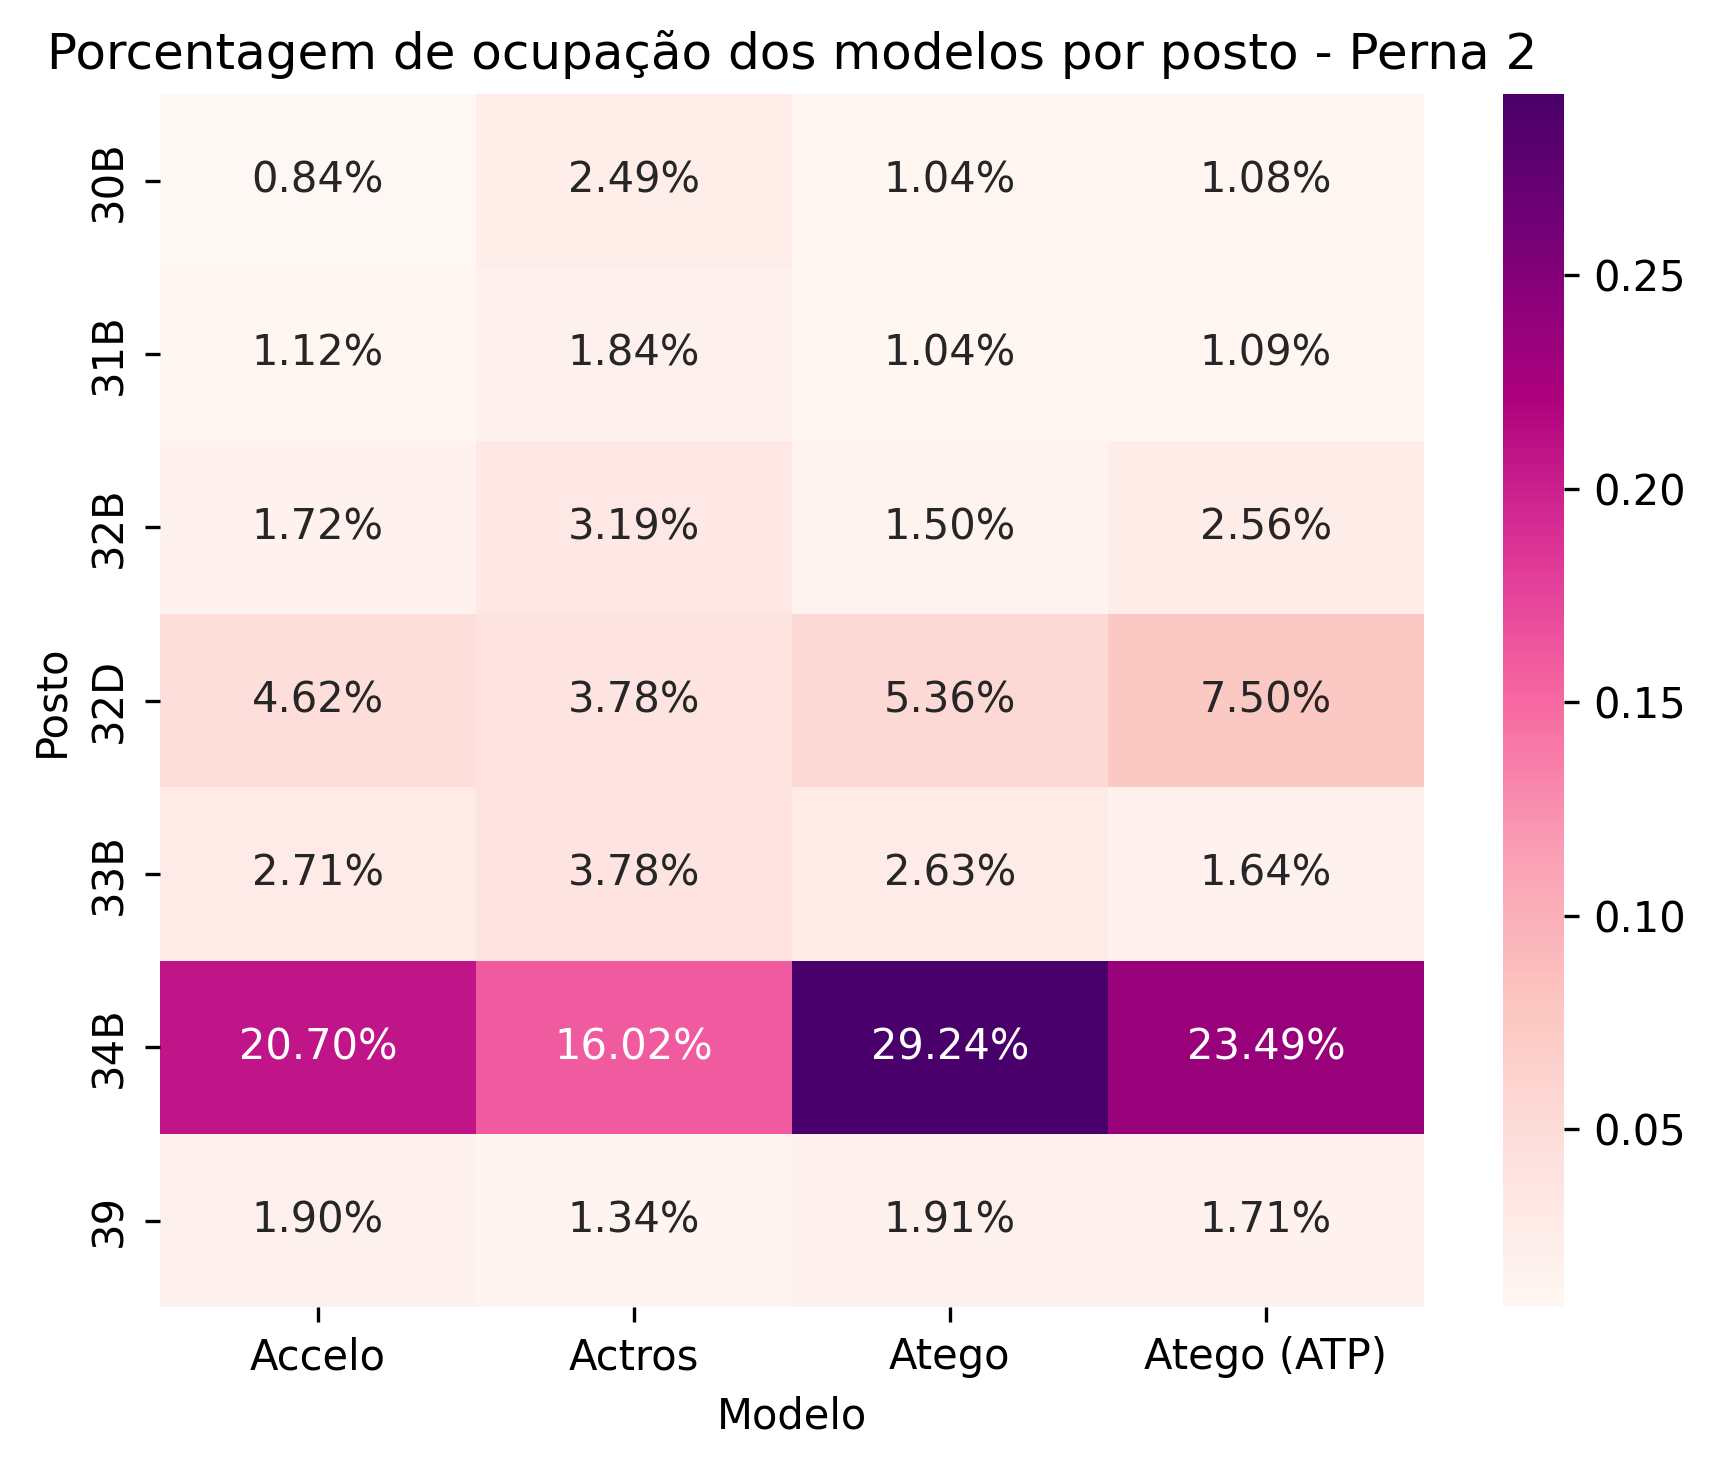 Porcentagem de ocupação dos modelos por posto - Perna 2
30B 0.84% 2.49% 1.04% 1.08%
31B 1.12% 1.84% 1.04% 1.09%
32B 1.72% 3.19% 1.50% 2.56%
32D 4.62% 3.78% 5.36% 7.50%
33B 2.71% 3.78% 2.63% 1.64%
34B 20.70% 16.02% 29.24% 23.49%
39 1.90% 1.34% 1.91% 1.71%
Posto
Accelo Actros Atego Atego (ATP)
Modelo
0.25
0.20
0.15
0.10
0.05